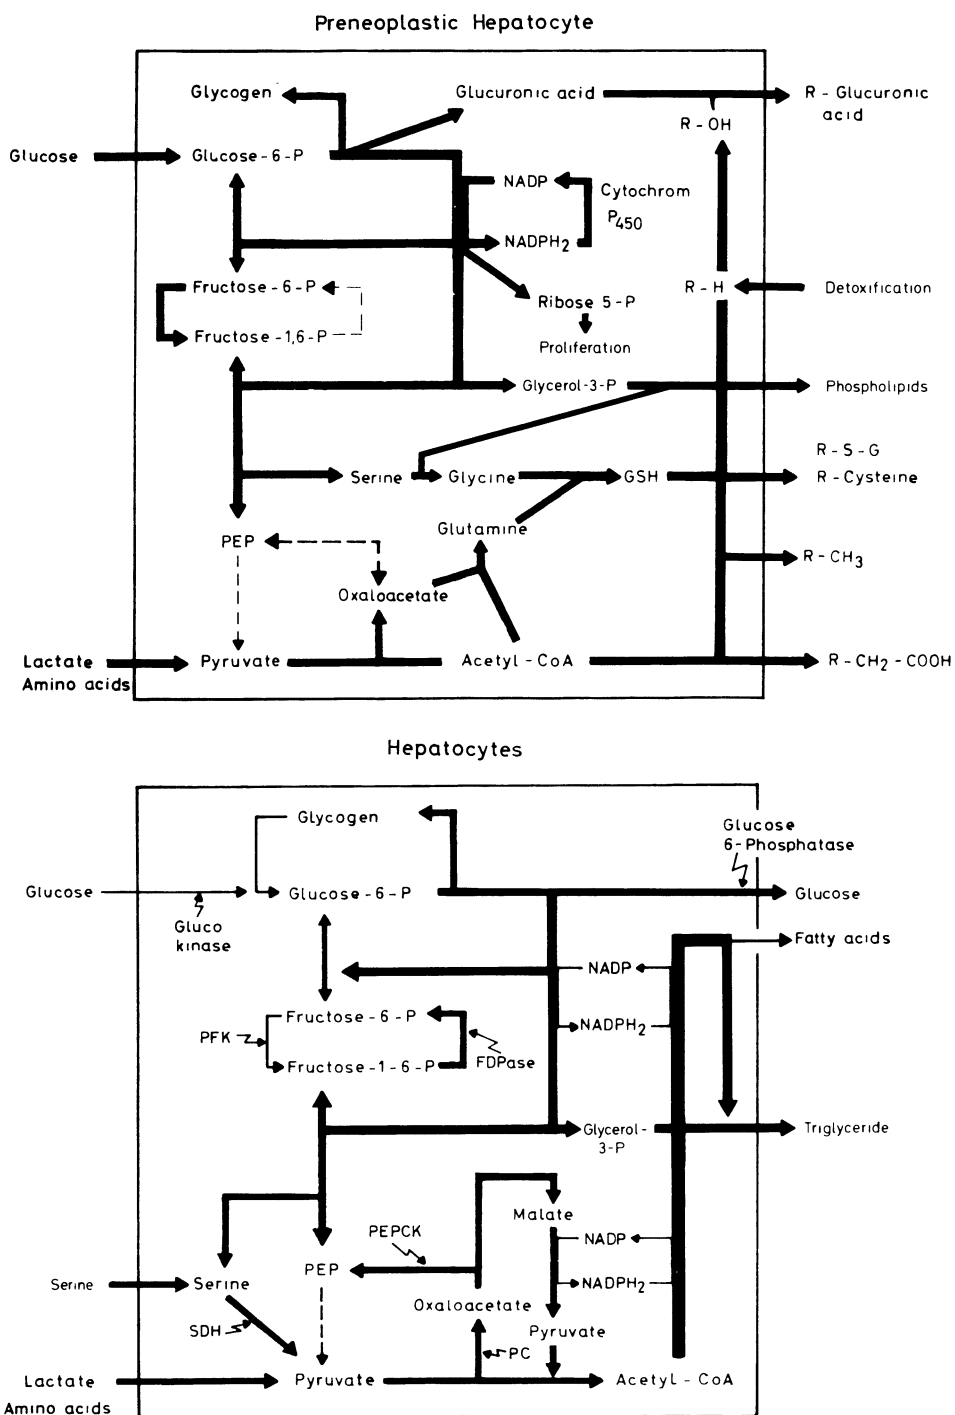 Preneoplastic Hepatocyte
Glycogen
Glucuronic acid
R - Glucuronic
acid
R - OH
Glucose
Glucose - 6 - P
NADP
Cytochrom
P450
NADPH2
Fructose - 6 - P
R - H
Detoxification
Ribose 5 - P
Fructose - 1,6 - P
Proliferation
Glycerol-3-P
Phospholipids
R - S - G
Serine
Glycine
GSH
R - Cysteine
Glutamine
PEP
R - CH3
Oxaloacetate
Lactate
Amino acids
Pyruvate
Acetyl - CoA
R - CH2 - COOH
Hepatocytes
Glycogen
Glucose
6-Phosphatase
Glucose
Glucose - 6 - P
Glucose
Gluco
kinase
Fatty acids
NADP
PFK
Fructose - 6 - P
NADPH2
Fructose - 1 - 6 - P
FDPase
Glycerol -
3-P
Triglyceride
Malate
PEPCK
NADP
PEP
Serine
Serine
NADPH2
Oxaloacetate
SDH
Pyruvate
PC
Lactate
Amino acids
Pyruvate
Acetyl - CoA